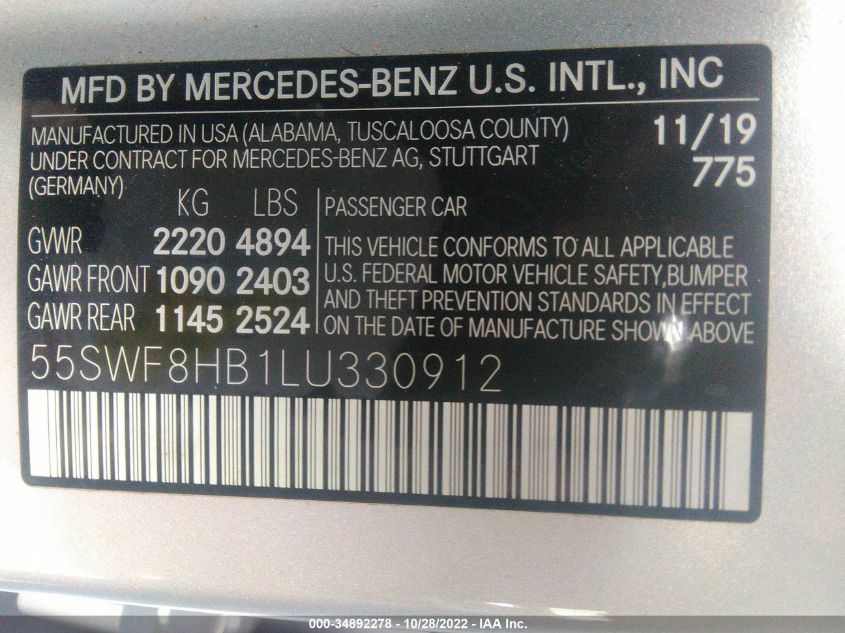 MFD BY MERCEDES-BENZ U.S. INTL., INC
MANUFACTURED IN USA (ALABAMA, TUSCALOOSA COUNTY) 11/19
UNDER CONTRACT FOR MERCEDES-BENZ AG, STUTTGART 775
(GERMANY)
KG LBS PASSENGER CAR
GVWR 2220 4894 THIS VEHICLE CONFORMS TO ALL APPLICABLE
GAWR FRONT 1090 2403 U.S. FEDERAL MOTOR VEHICLE SAFETY,BUMPER
AND THEFT PREVENTION STANDARDS IN EFFECT
GAWR REAR 1145 2524 ON THE DATE OF MANUFACTURE SHOWN ABOVE
55SWF8HB1LU330912
000-34892278 - 10/28/2022 - IAA Inc.